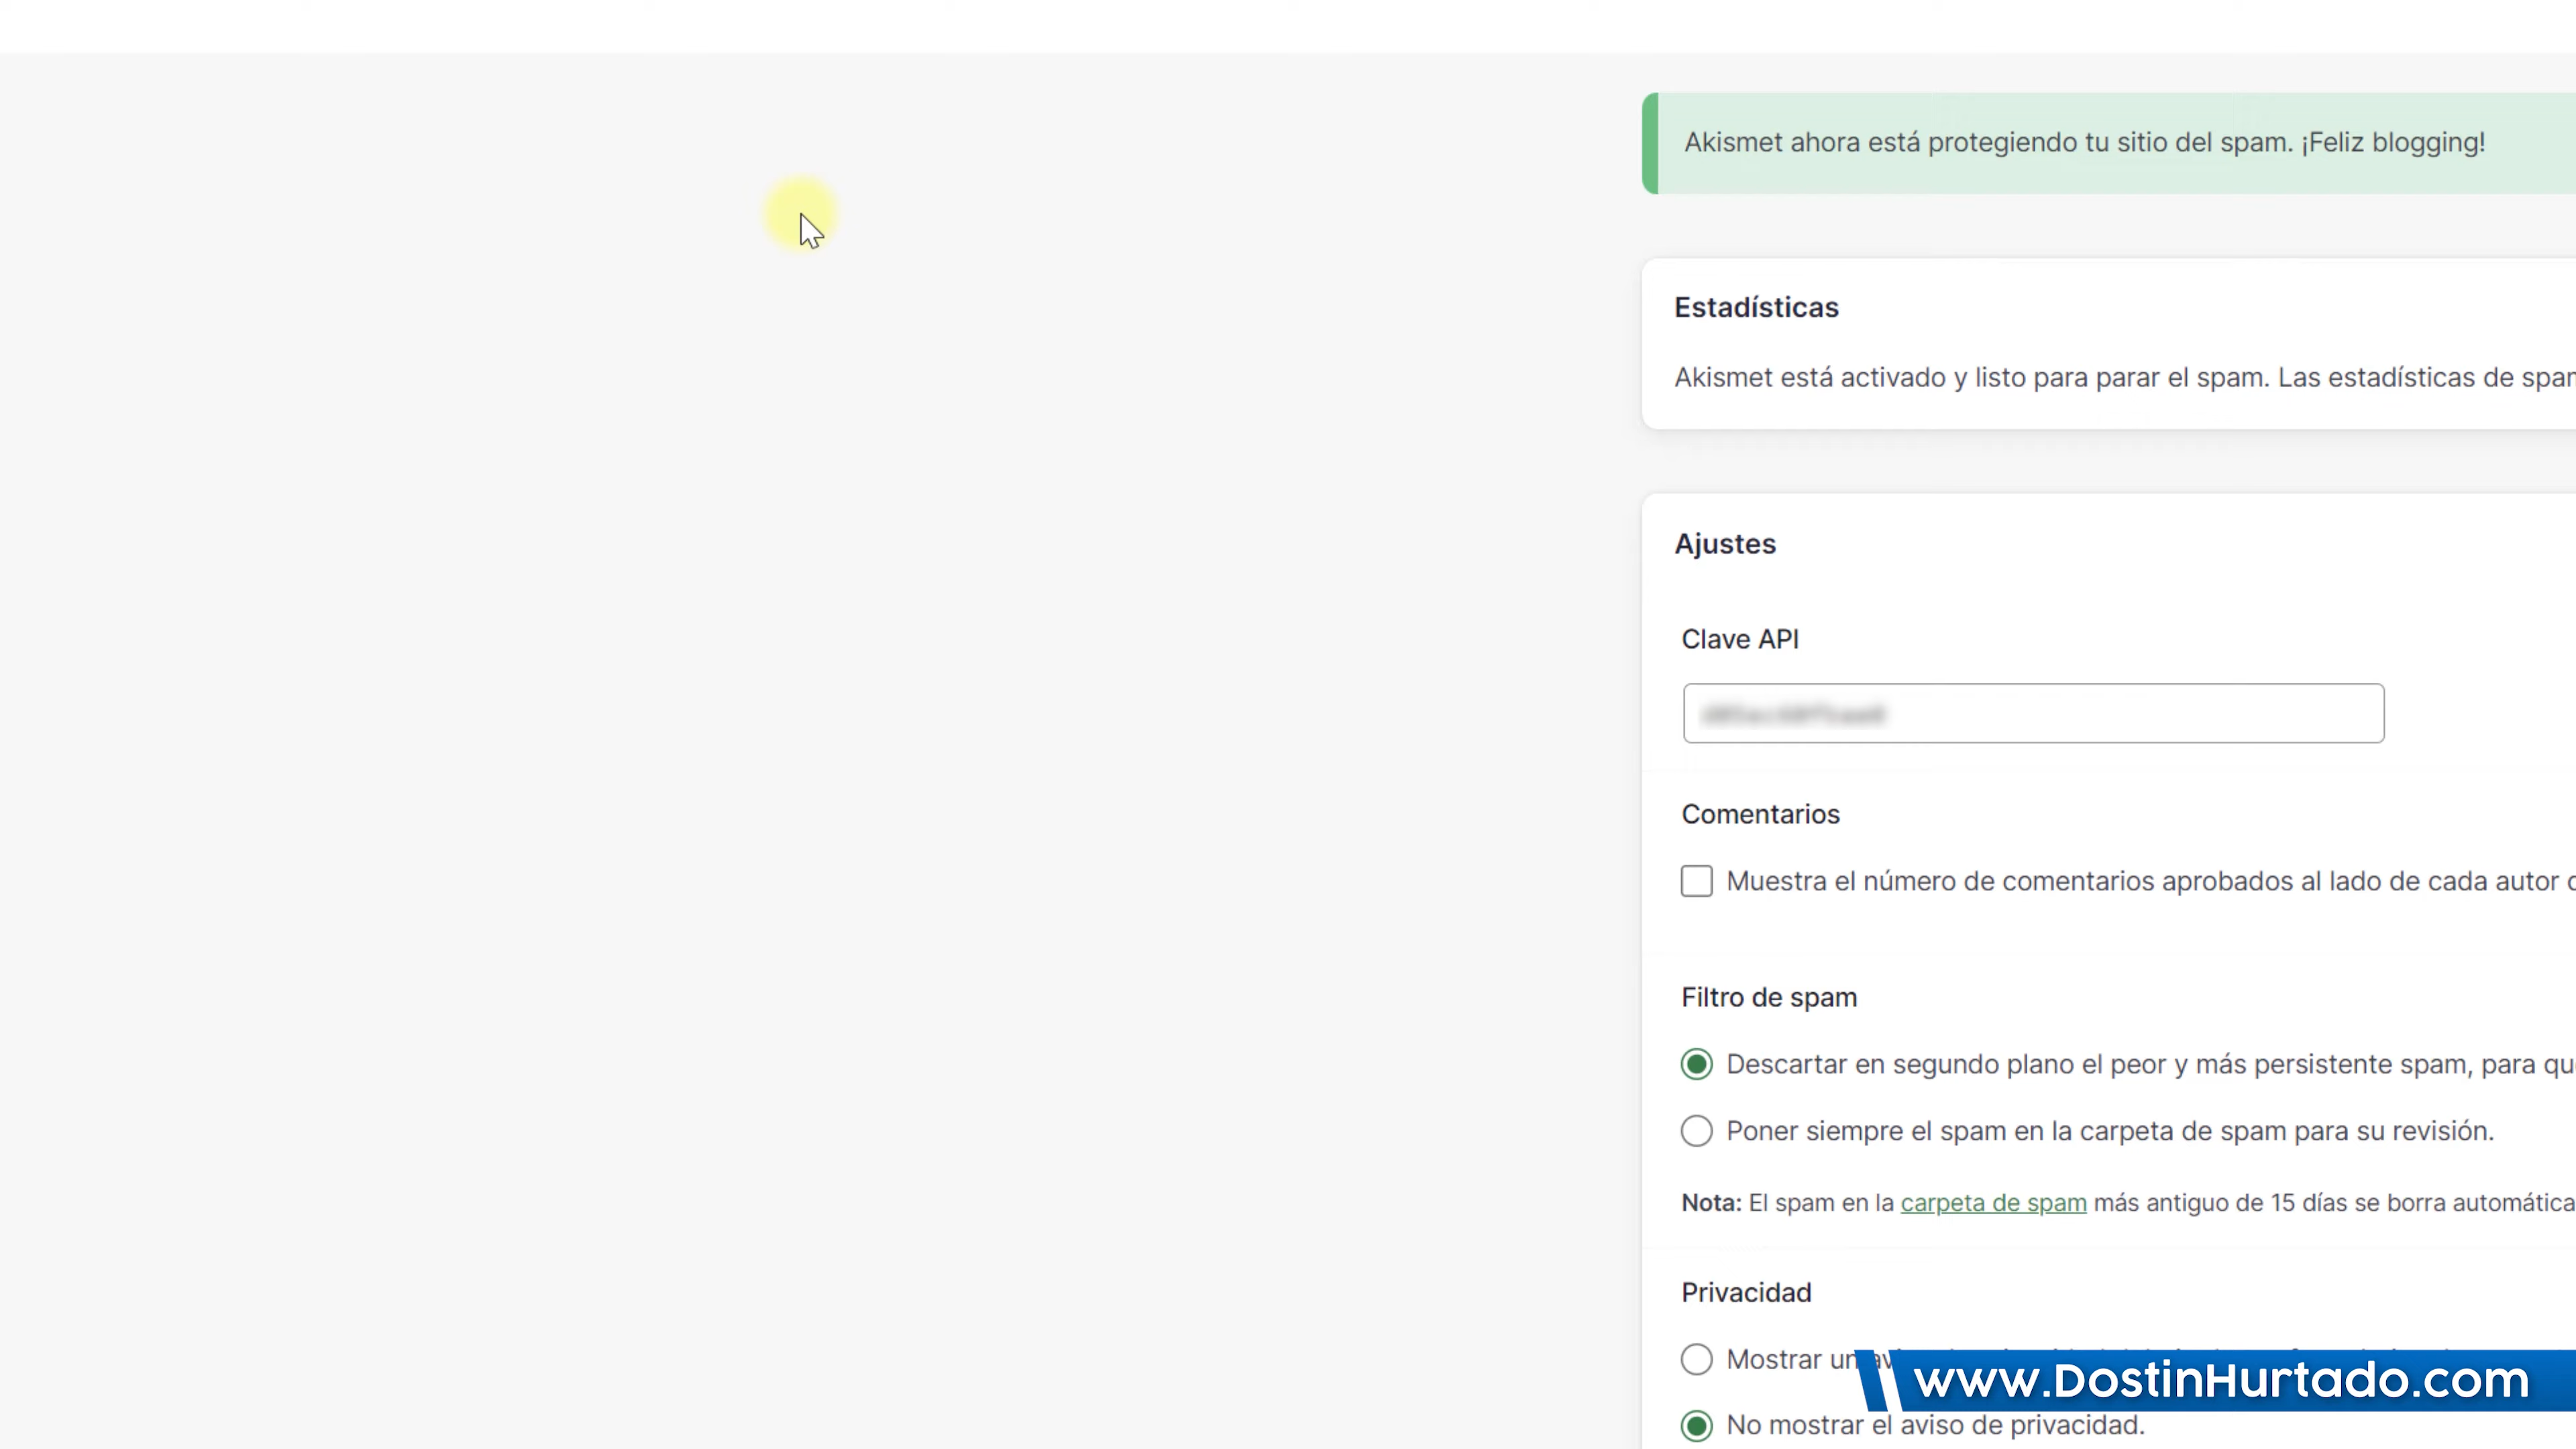 Akismet ahora está protegiendo tu sitio del spam. ¡Feliz blogging!
Estadísticas
Akismet está activado y listo para parar el spam. Las estadísticas de
Ajustes
Clave API
Comentarios
Muestra el número de comentarios aprobados al lado de cada autor
Filtro de spam
Descartar en segundo plano el peor y más persistente spam, para
Poner siempre el spam en la carpeta de spam para su revisión.
Nota: El spam en la carpeta de spam más antiguo de 15 días se borra
Privacidad
Mostrar
www.DostinHurtado.com
No mostrar el aviso de privacidad.